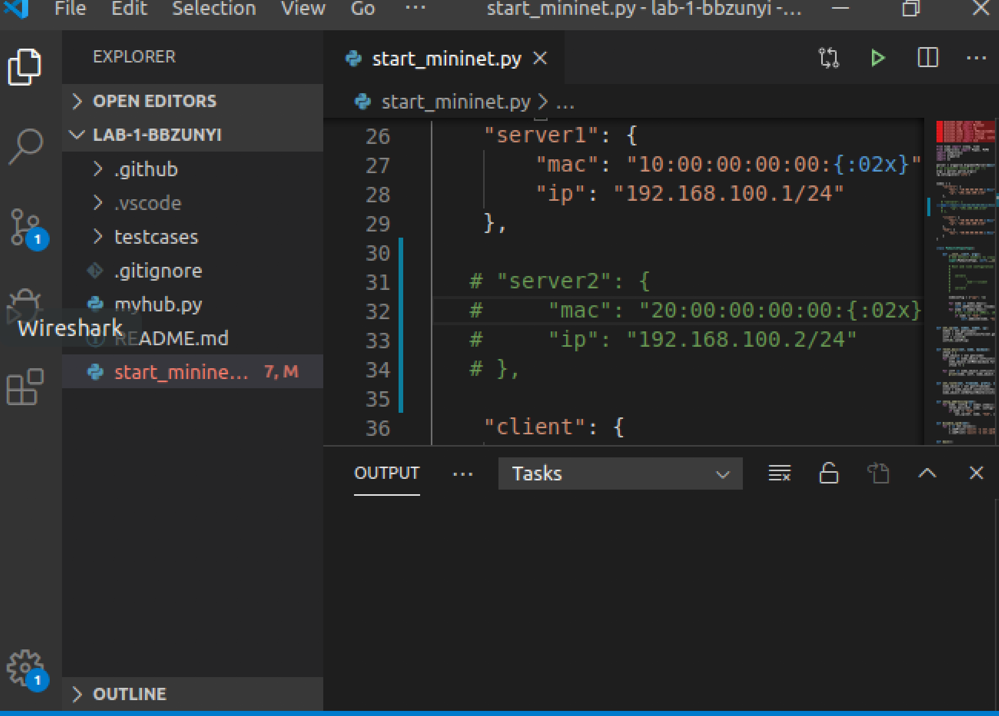 File Edit Selection View Go ··· start_mininet.py - lab-1-bbzunyi -...
EXPLORER
OPEN EDITORS
LAB-1-BBZUNYI
.github
.vscode
testcases
.gitignore
myhub.py
README.md
start_minine... 7, M
OUTLINE
1
1
Wireshark
start_mininet.py
start_mininet.py > ...
26 "server1": {
27 "mac": "10:00:00:00:00:{:02x}"
28 "ip": "192.168.100.1/24"
29 },
30
31 # "server2": {
32 # "mac": "20:00:00:00:00:{:02x}
33 # "ip": "192.168.100.2/24"
34 # },
35
36 "client": {
OUTPUT ··· Tasks